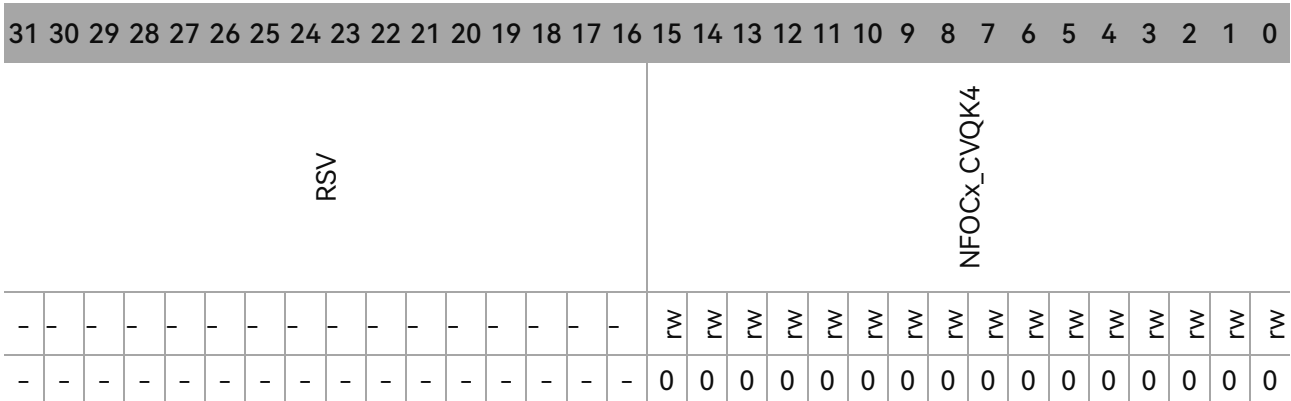 31 30 29 28 27 26 25 24 23 22 21 20 19 18 17 16 15 14 13 12 11 10 9 8 7 6 5 4 3 2 1 0
RSV NFOCx_CVQK4
- - - - - - - - - - - - - - - - rw rw rw rw rw rw rw rw rw rw rw rw rw rw rw rw
- - - - - - - - - - - - - - - - 0 0 0 0 0 0 0 0 0 0 0 0 0 0 0 0